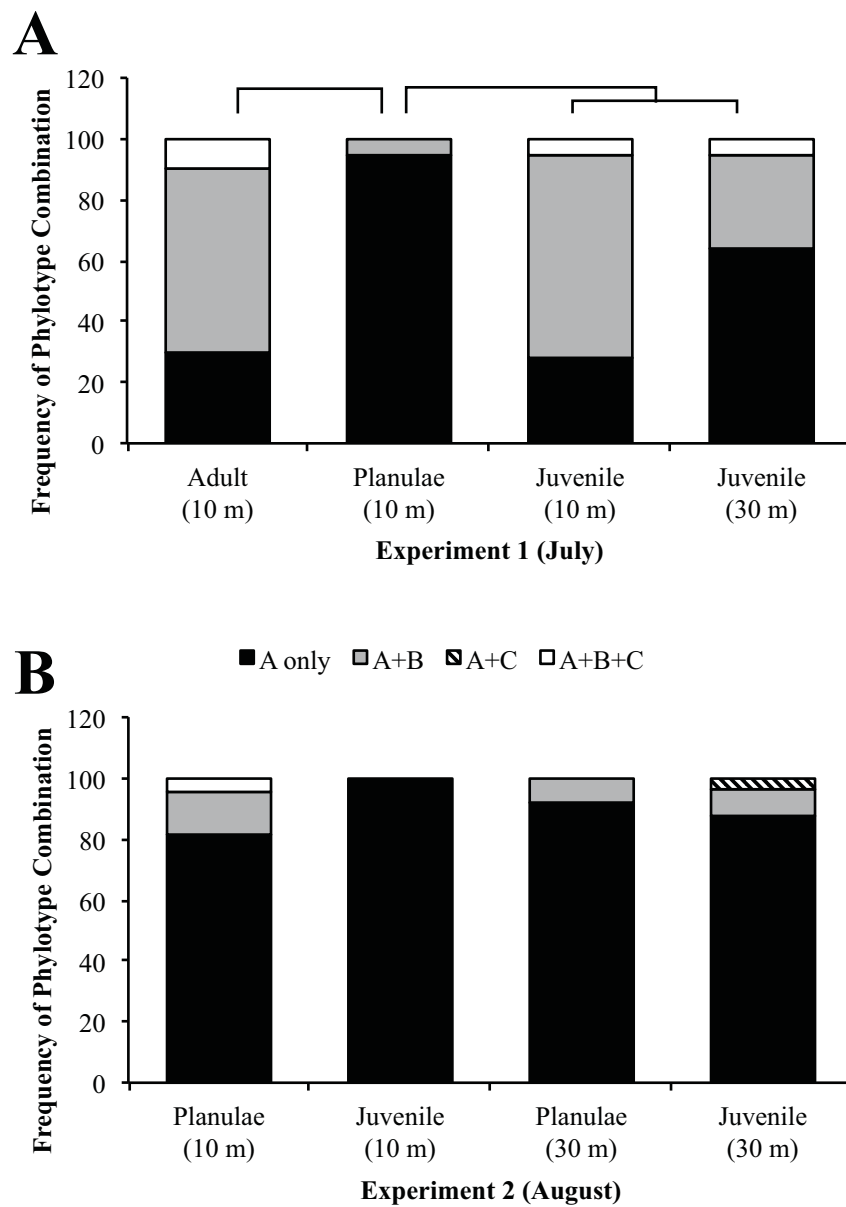 A
Frequency of Phylotype Combination
120
100
80
60
40
20
0
Adult (10 m)
Planulae (10 m)
Juvenile (10 m)
Juvenile (30 m)
Experiment 1 (July)
B
A only A+B A+C A+B+C
Frequency of Phylotype Combination
120
100
80
60
40
20
0
Planulae (10 m)
Juvenile (10 m)
Planulae (30 m)
Juvenile (30 m)
Experiment 2 (August)